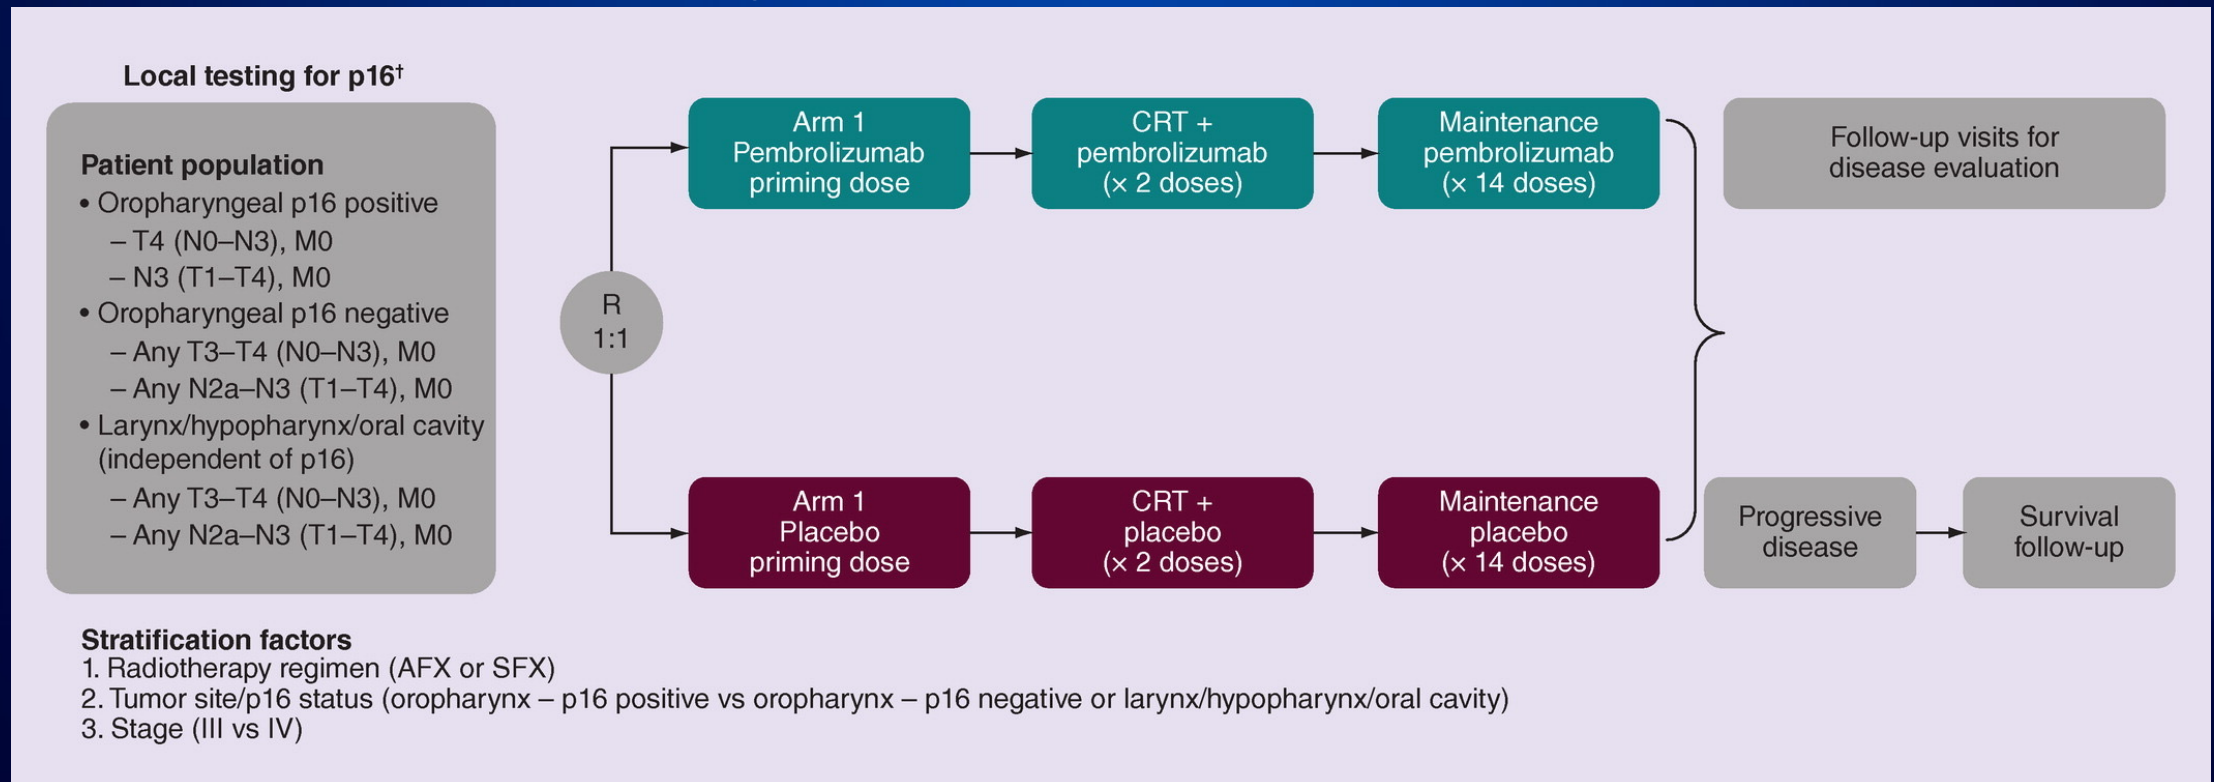 Local testing for p16†
Patient population
• Oropharyngeal p16 positive
– T4 (N0–N3), M0
– N3 (T1–T4), M0
• Oropharyngeal p16 negative
– Any T3–T4 (N0–N3), M0
– Any N2a–N3 (T1–T4), M0
• Larynx/hypopharynx/oral cavity
(independent of p16)
– Any T3–T4 (N0–N3), M0
– Any N2a–N3 (T1–T4), M0
R
1:1
Arm 1
Pembrolizumab
priming dose
CRT +
pembrolizumab
(× 2 doses)
Maintenance
pembrolizumab
(× 14 doses)
Follow-up visits for
disease evaluation
Arm 1
Placebo
priming dose
CRT +
placebo
(× 2 doses)
Maintenance
placebo
(× 14 doses)
Progressive
disease
Survival
follow-up
Stratification factors
1. Radiotherapy regimen (AFX or SFX)
2. Tumor site/p16 status (oropharynx – p16 positive vs oropharynx – p16 negative or larynx/hypopharynx/oral cavity)
3. Stage (III vs IV)